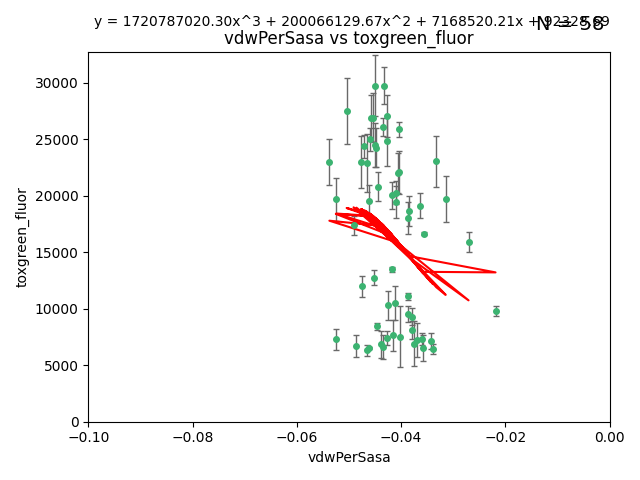 y = 1720787020.30x^3 + 200066129.67x^2 + 7168520.21x + 92328.69
N = 58
vdwPerSasa vs toxgreen_fluor
toxgreen_fluor
30000
25000
20000
15000
10000
5000
0
−0.10 −0.08 −0.06 −0.04 −0.02 0.00
vdwPerSasa